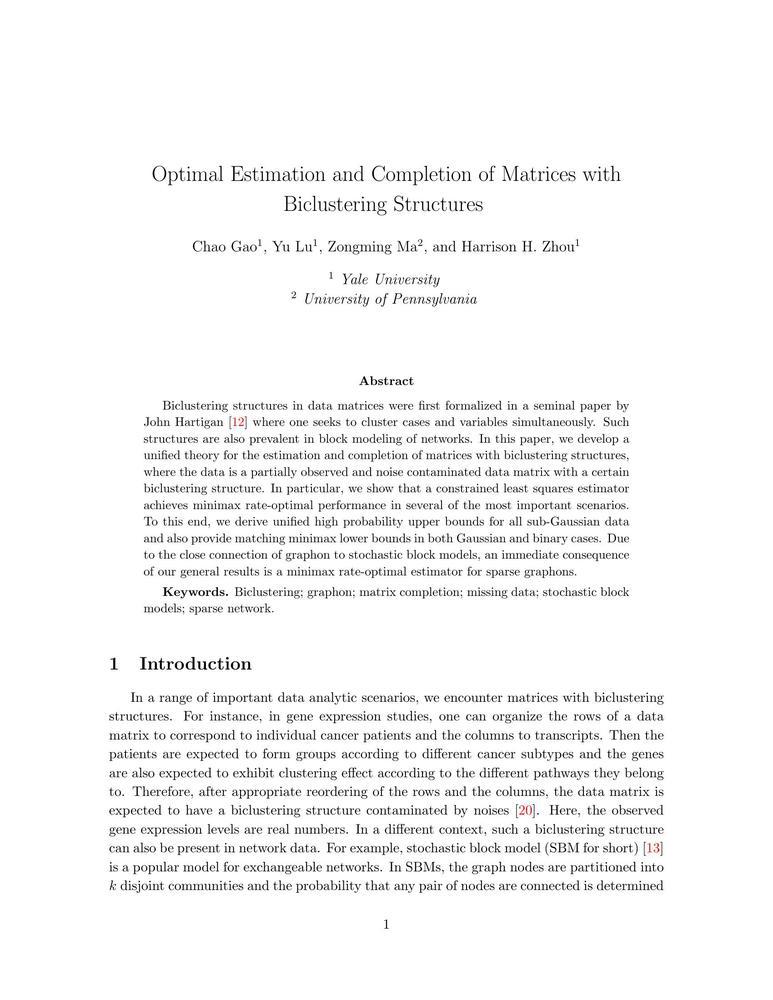 Optimal Estimation and Completion of Matrices with
Biclustering Structures
Chao Gao¹, Yu Lu¹, Zongming Ma², and Harrison H. Zhou¹
¹ Yale University
² University of Pennsylvania
Abstract
Biclustering structures in data matrices were first formalized in a seminal paper by
John Hartigan [12] where one seeks to cluster cases and variables simultaneously. Such
structures are also prevalent in block modeling of networks. In this paper, we develop a
unified theory for the estimation and completion of matrices with biclustering structures,
where the data is a partially observed and noise contaminated data matrix with a certain
biclustering structure. In particular, we show that a constrained least squares estimator
achieves minimax rate-optimal performance in several of the most important scenarios.
To this end, we derive unified high probability upper bounds for all sub-Gaussian data
and also provide matching minimax lower bounds in both Gaussian and binary cases. Due
to the close connection of graphon to stochastic block models, an immediate consequence
of our general results is a minimax rate-optimal estimator for sparse graphons.
Keywords. Biclustering; graphon; matrix completion; missing data; stochastic block
models; sparse network.
1 Introduction
In a range of important data analytic scenarios, we encounter matrices with biclustering
structures. For instance, in gene expression studies, one can organize the rows of a data
matrix to correspond to individual cancer patients and the columns to transcripts. Then the
patients are expected to form groups according to different cancer subtypes and the genes
are also expected to exhibit clustering effect according to the different pathways they belong
to. Therefore, after appropriate reordering of the rows and the columns, the data matrix is
expected to have a biclustering structure contaminated by noises [20]. Here, the observed
gene expression levels are real numbers. In a different context, such a biclustering structure
can also be present in network data. For example, stochastic block model (SBM for short) [13]
is a popular model for exchangeable networks. In SBMs, the graph nodes are partitioned into
k disjoint communities and the probability that any pair of nodes are connected is determined
1